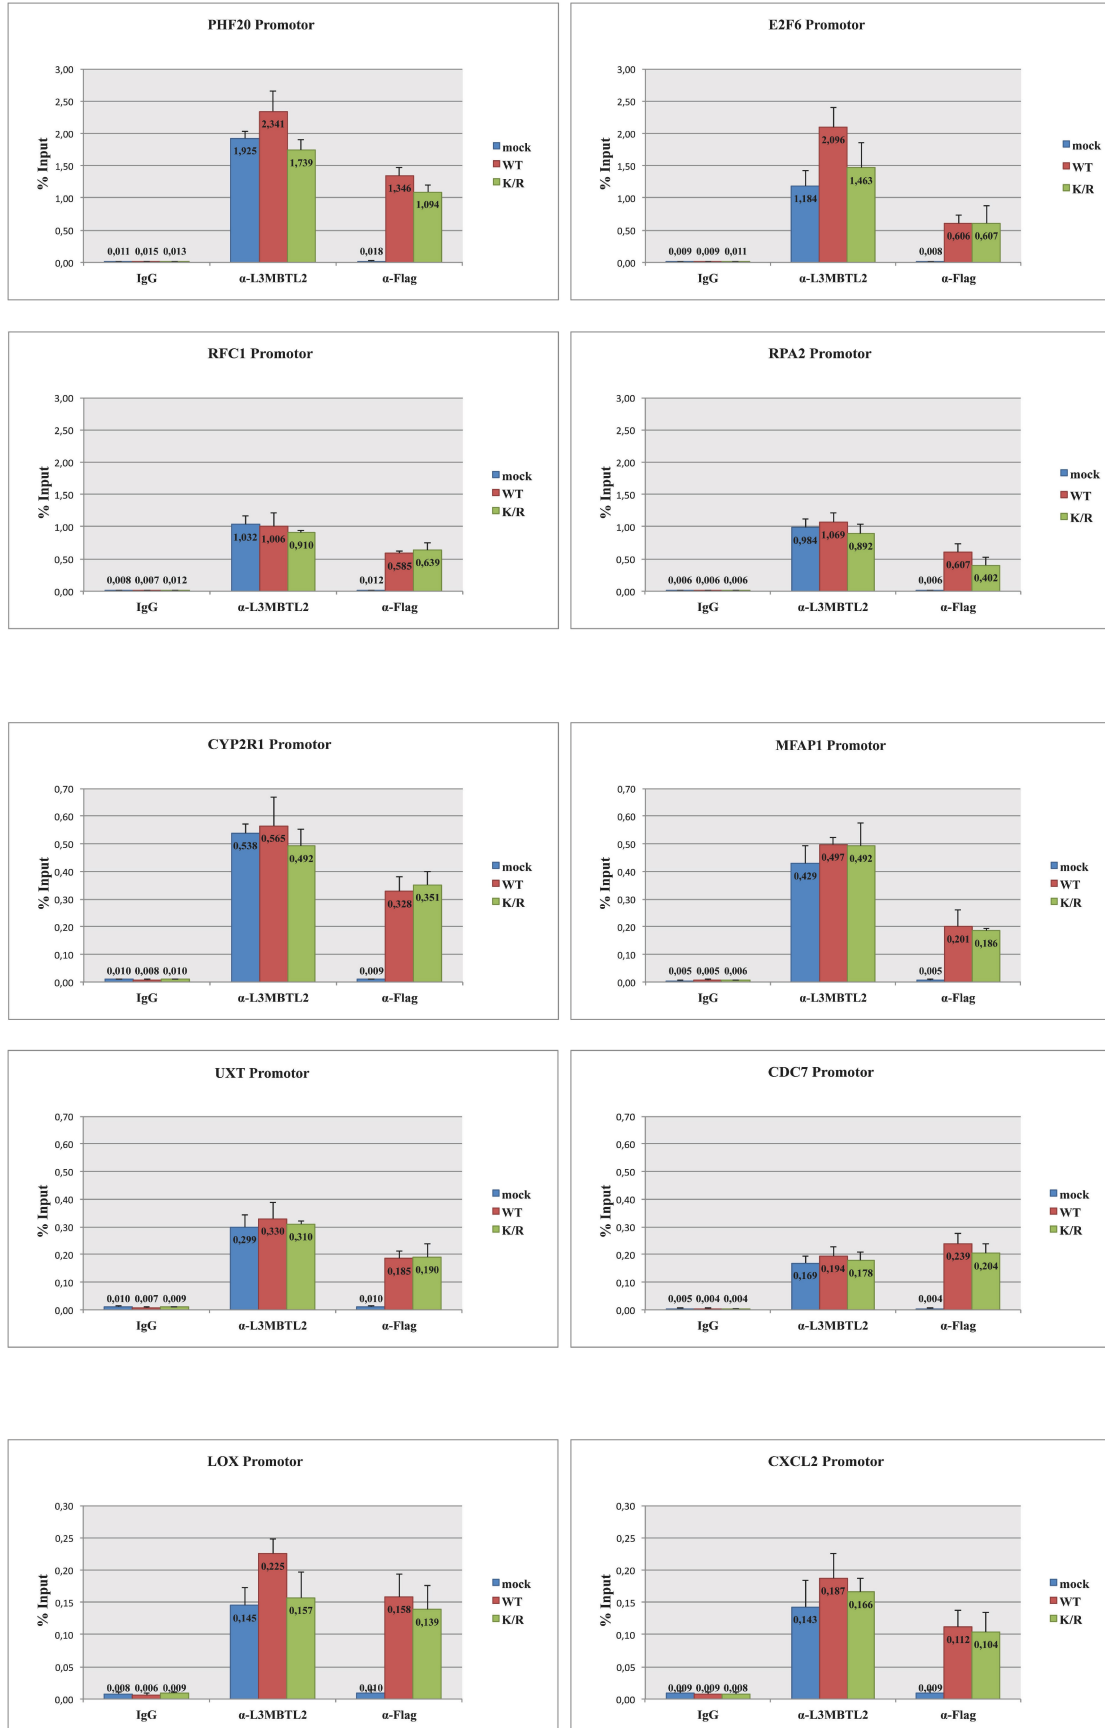 PHF20 Promotor
3,00
2,50
2,00
1,50
1,00
0,50
0,00
% Input
0,011 0,015 0,013
1,925 2,341 1,739
0,018 1,346 1,094
IgG α-L3MBTL2 α-Flag
mock
WT
K/R
E2F6 Promotor
3,00
2,50
2,00
1,50
1,00
0,50
0,00
% Input
0,009 0,009 0,011
1,184 2,096 1,463
0,008 0,606 0,607
IgG α-L3MBTL2 α-Flag
mock
WT
K/R
RFC1 Promotor
3,00
2,50
2,00
1,50
1,00
0,50
0,00
% Input
0,008 0,007 0,012
1,032 1,006 0,910
0,012 0,585 0,639
IgG α-L3MBTL2 α-Flag
mock
WT
K/R
RPA2 Promotor
3,00
2,50
2,00
1,50
1,00
0,50
0,00
% Input
0,006 0,006 0,006
0,984 1,069 0,892
0,006 0,607 0,402
IgG α-L3MBTL2 α-Flag
mock
WT
K/R
CYP2R1 Promotor
0,70
0,60
0,50
0,40
0,30
0,20
0,10
0,00
% Input
0,010 0,008 0,010
0,538 0,565 0,492
0,009 0,328 0,351
IgG α-L3MBTL2 α-Flag
mock
WT
K/R
MFAP1 Promotor
0,70
0,60
0,50
0,40
0,30
0,20
0,10
0,00
% Input
0,005 0,005 0,006
0,429 0,497 0,492
0,005 0,201 0,186
IgG α-L3MBTL2 α-Flag
mock
WT
K/R
UXT Promotor
0,70
0,60
0,50
0,40
0,30
0,20
0,10
0,00
% Input
0,010 0,007 0,009
0,299 0,330 0,310
0,010 0,185 0,190
IgG α-L3MBTL2 α-Flag
mock
WT
K/R
CDC7 Promotor
0,70
0,60
0,50
0,40
0,30
0,20
0,10
0,00
% Input
0,005 0,004 0,004
0,169 0,194 0,178
0,004 0,239 0,204
IgG α-L3MBTL2 α-Flag
mock
WT
K/R
LOX Promotor
0,30
0,25
0,20
0,15
0,10
0,05
0,00
% Input
0,008 0,006 0,009
0,145 0,225 0,157
0,010 0,158 0,139
IgG α-L3MBTL2 α-Flag
mock
WT
K/R
CXCL2 Promotor
0,30
0,25
0,20
0,15
0,10
0,05
0,00
% Input
0,009 0,009 0,008
0,143 0,187 0,166
0,009 0,112 0,104
IgG α-L3MBTL2 α-Flag
mock
WT
K/R